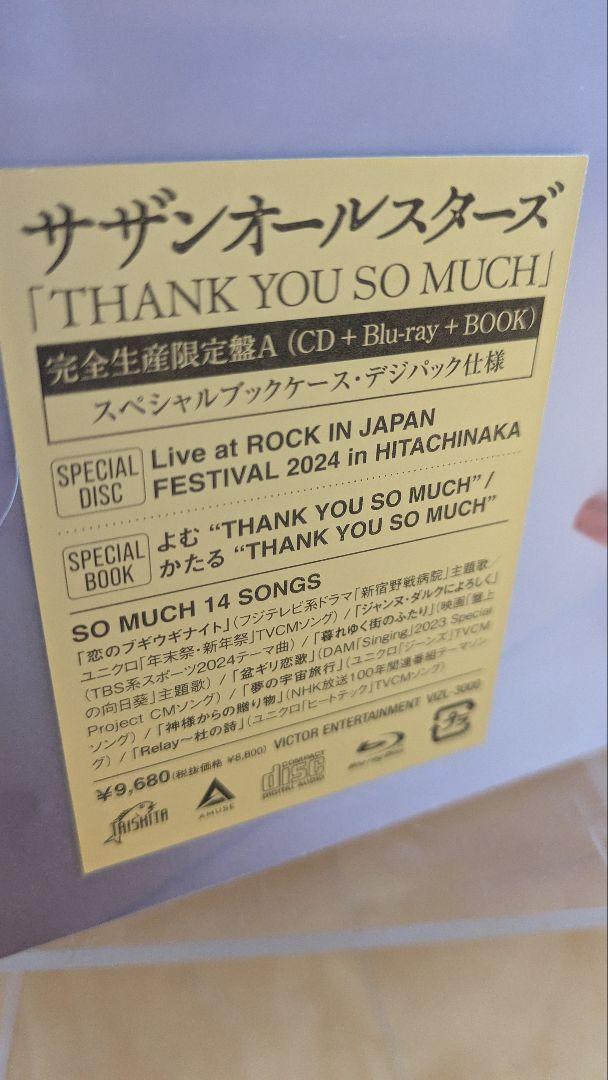 サザンオールスターズ
「THANK YOU SO MUCH」
完全生産限定盤A（CD + Blu-ray + BOOK）
スペシャルブックケース・デジパック仕様
SPECIAL DISC
Live at ROCK IN JAPAN
FESTIVAL 2024 in HITACHINAKA
SPECIAL BOOK
よむ “THANK YOU SO MUCH” /
かたる “THANK YOU SO MUCH”
SO MUCH 14 SONGS
「恋のブギウギナイト」（フジテレビ系ドラマ「新宿野戦病院」主題歌／
ユニクロ「年末祭・新年祭」TVCMソング）/「ジャンヌ・ダルクによろしく」
（TBS系スポーツ2024テーマ曲）/「暮れゆく街のふたり」（映画「盤上
の向日葵」主題歌）/「盆ギリ恋歌」（DAM「Singing」2023 Special
Project CMソング）/「夢の宇宙旅行」（ユニクロ「ジーンズ」TVCM
ソング）/「神様からの贈り物」（NHK放送100年関連番組テーマソン
グ）/「Relay〜杜の詩」（ユニクロ「ヒートテック」TVCMソング）
¥9,680（税抜価格 ¥8,800） VICTOR ENTERTAINMENT VIZL-3000
TAISHITA
AMUSE
COMPACT
disc
DIGITAL AUDIO
Blu-ray Disc